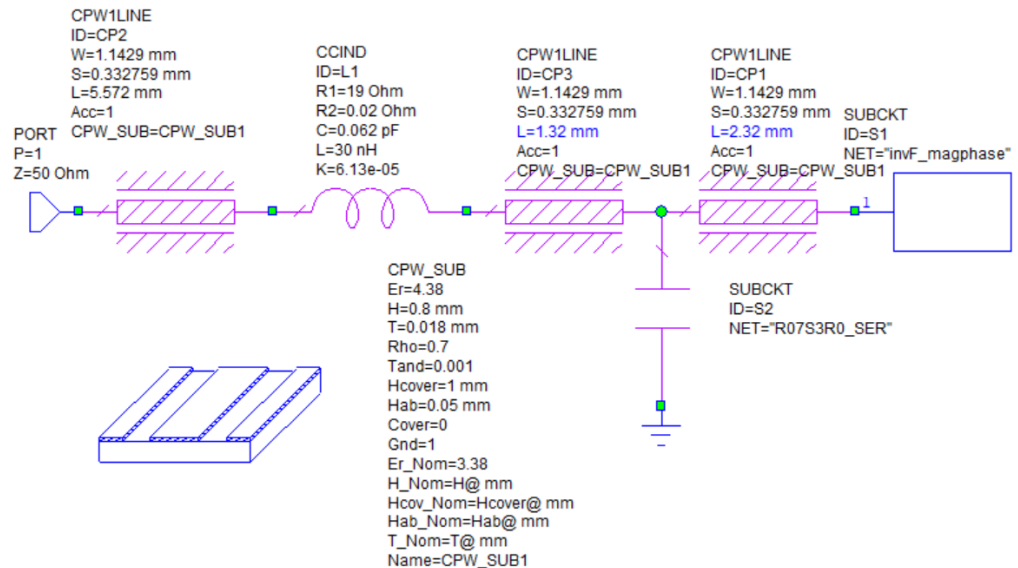 CPW1LINE
ID=CP2
W=1.1429 mm
S=0.332759 mm
L=5.572 mm
Acc=1
CPW_SUB=CPW_SUB1
PORT
P=1
Z=50 Ohm
CCIND
ID=L1
R1=19 Ohm
R2=0.02 Ohm
C=0.062 pF
L=30 nH
K=6.13e-05
CPW1LINE
ID=CP3
W=1.1429 mm
S=0.332759 mm
L=1.32 mm
Acc=1
CPW_SUB=CPW_SUB1
CPW1LINE
ID=CP1
W=1.1429 mm
S=0.332759 mm
L=2.32 mm
Acc=1
CPW_SUB=CPW_SUB1
SUBCKT
ID=S1
NET="invF_magphase"
1
CPW_SUB
Er=4.38
H=0.8 mm
T=0.018 mm
Rho=0.7
Tand=0.001
Hcover=1 mm
Hab=0.05 mm
Cover=0
Gnd=1
Er_Nom=3.38
H_Nom=H@ mm
Hcov_Nom=Hcover@ mm
Hab_Nom=Hab@ mm
T_Nom=T@ mm
Name=CPW_SUB1
SUBCKT
ID=S2
NET="R07S3R0_SER"